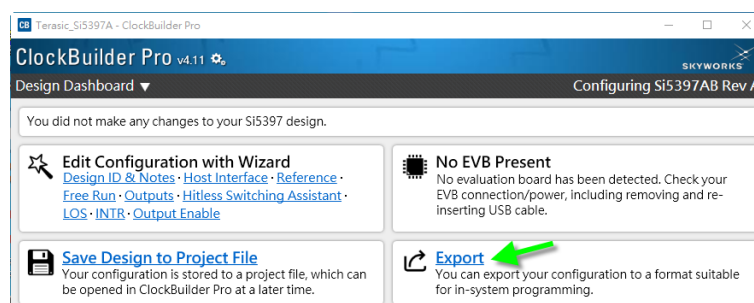 CB Terasic_Si5397A - ClockBuilder Pro
ClockBuilder Pro v4.11
SKYWORKS
Design Dashboard ▼
Configuring Si5397AB Rev A
You did not make any changes to your Si5397 design.
Edit Configuration with Wizard
Design ID & Notes · Host Interface · Reference ·
Free Run · Outputs · Hitless Switching Assistant ·
LOS · INTR · Output Enable
No EVB Present
No evaluation board has been detected. Check your
EVB connection/power, including removing and re-
inserting USB cable.
Save Design to Project File
Your configuration is stored to a project file, which can
be opened in ClockBuilder Pro at a later time.
Export
You can export your configuration to a format suitable
for in-system programming.